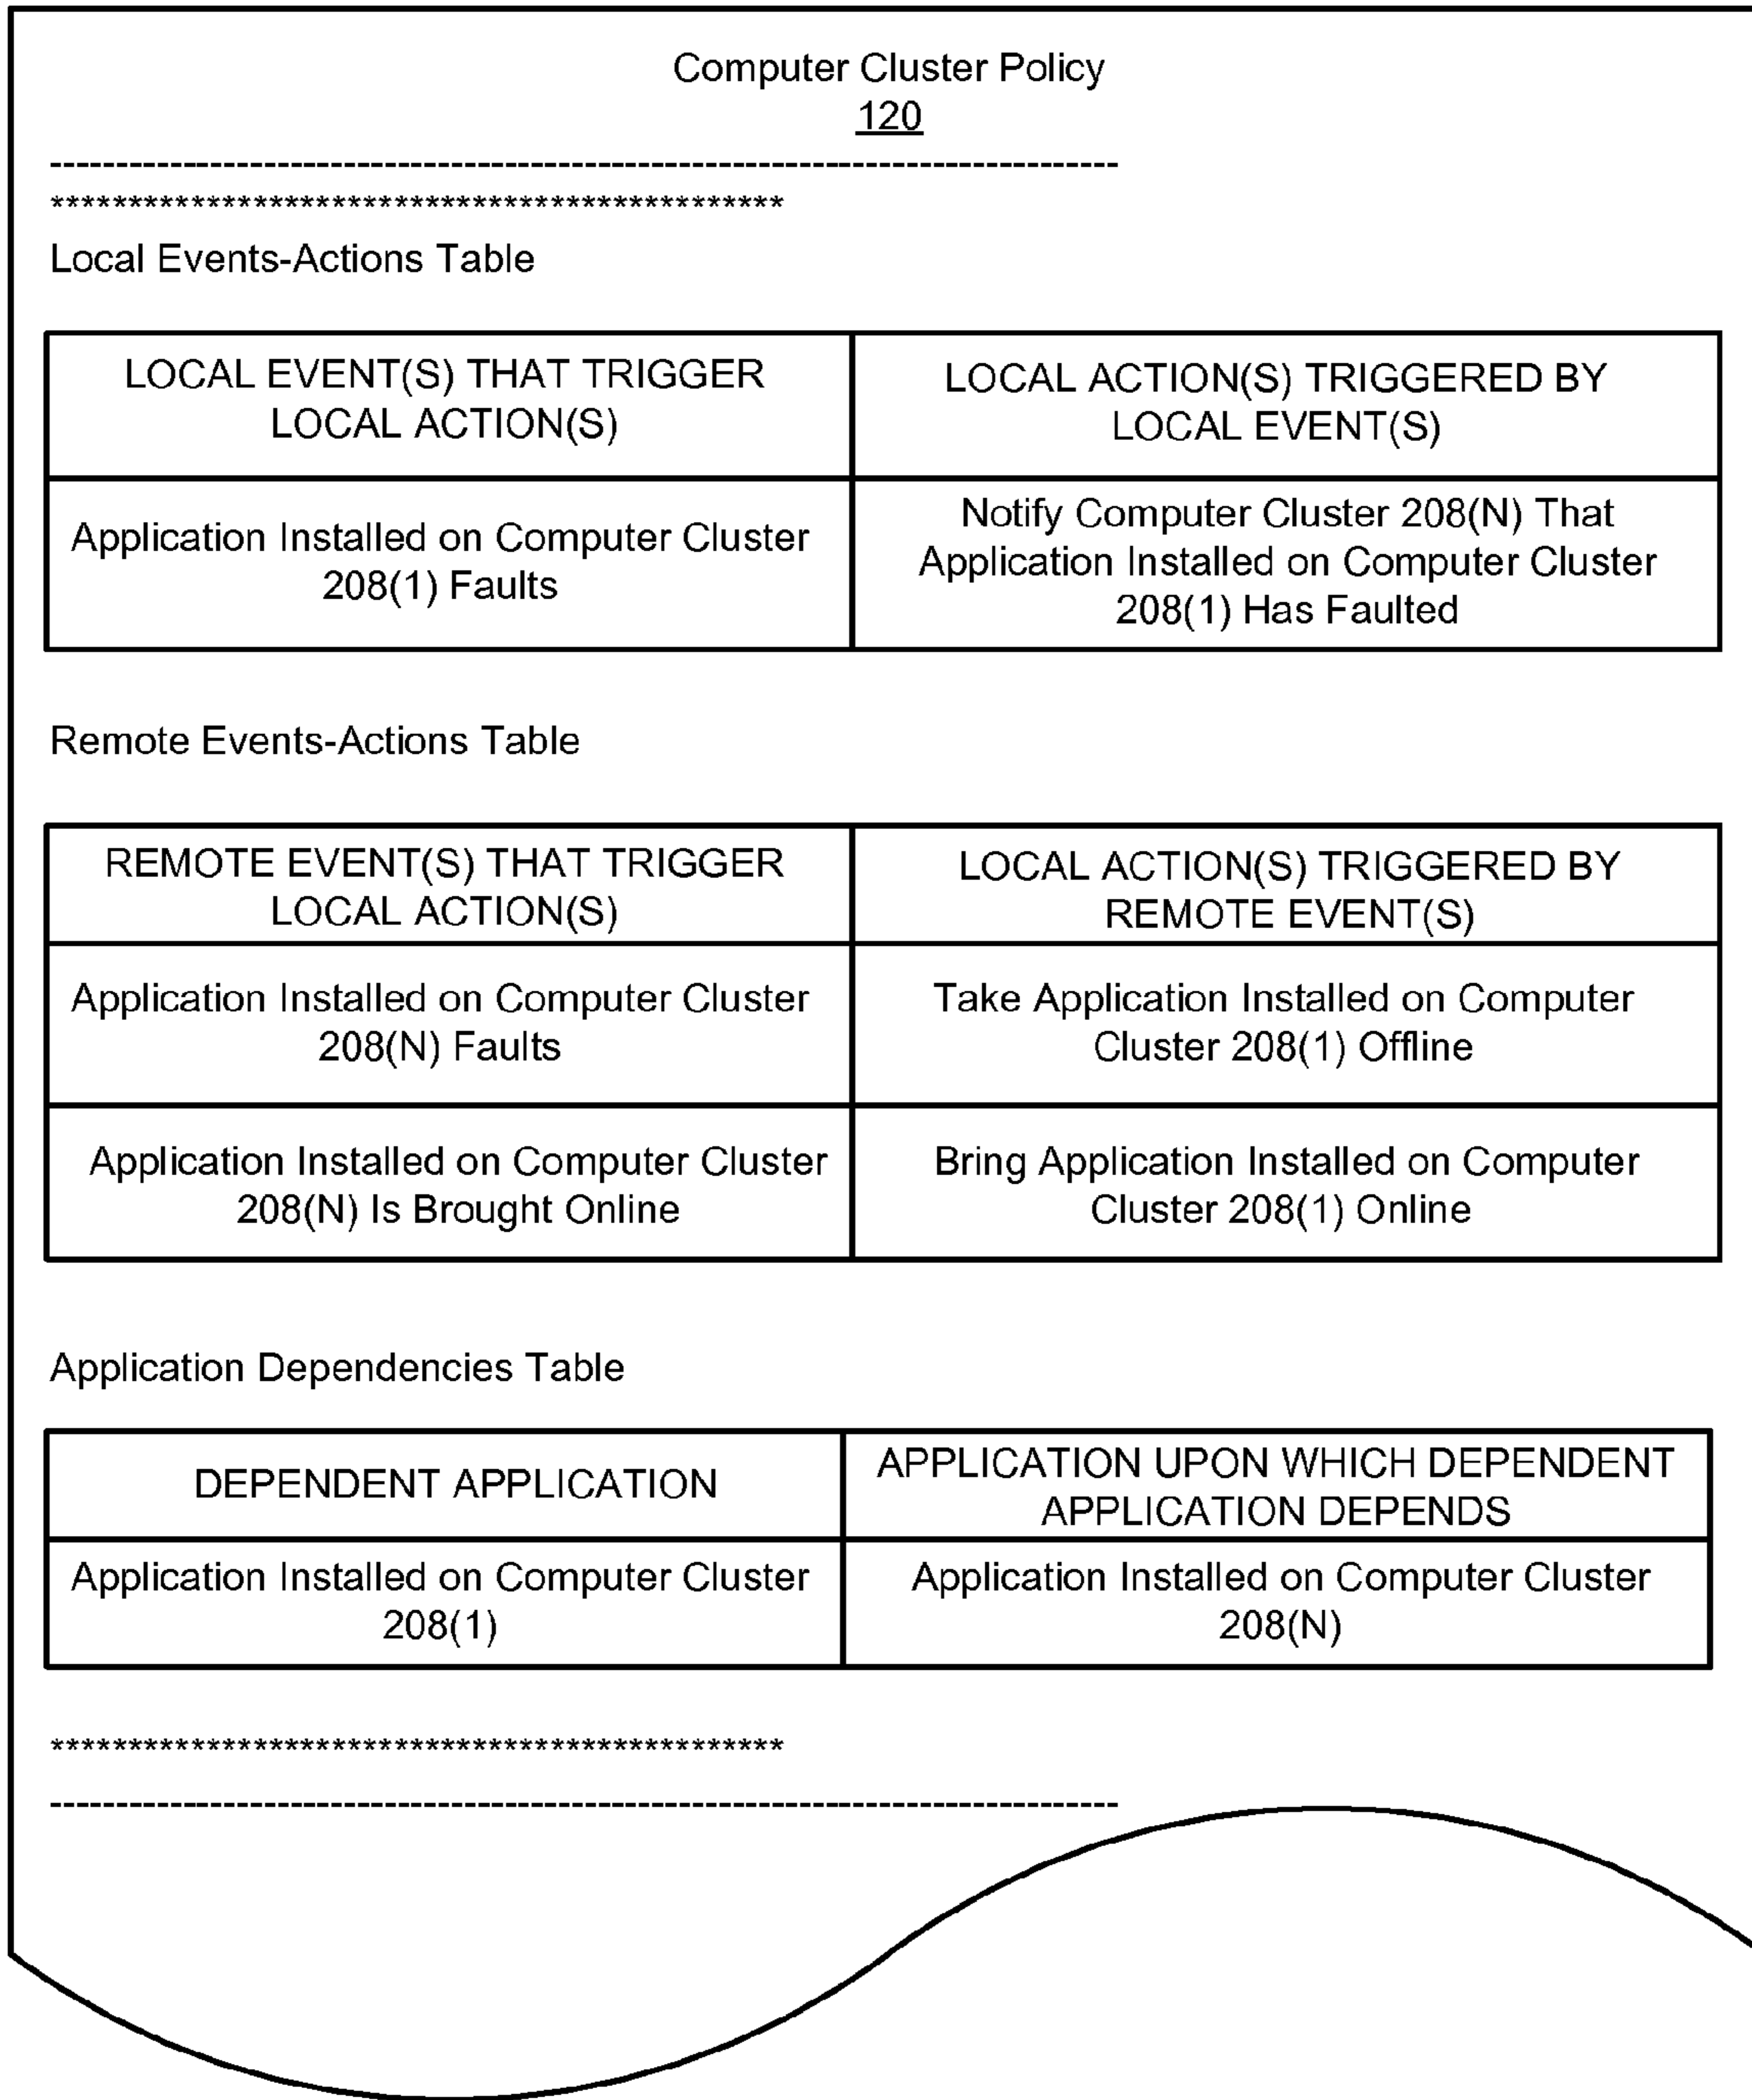 Computer Cluster Policy
120
--------------------------------------------------------------------------------
***********************************************
Local Events-Actions Table
LOCAL EVENT(S) THAT TRIGGER
LOCAL ACTION(S)
LOCAL ACTION(S) TRIGGERED BY
LOCAL EVENT(S)
Application Installed on Computer Cluster
208(1) Faults
Notify Computer Cluster 208(N) That
Application Installed on Computer Cluster
208(1) Has Faulted
Remote Events-Actions Table
REMOTE EVENT(S) THAT TRIGGER
LOCAL ACTION(S)
LOCAL ACTION(S) TRIGGERED BY
REMOTE EVENT(S)
Application Installed on Computer Cluster
208(N) Faults
Take Application Installed on Computer
Cluster 208(1) Offline
Application Installed on Computer Cluster
208(N) Is Brought Online
Bring Application Installed on Computer
Cluster 208(1) Online
Application Dependencies Table
DEPENDENT APPLICATION
APPLICATION UPON WHICH DEPENDENT
APPLICATION DEPENDS
Application Installed on Computer Cluster
208(1)
Application Installed on Computer Cluster
208(N)
***********************************************
--------------------------------------------------------------------------------